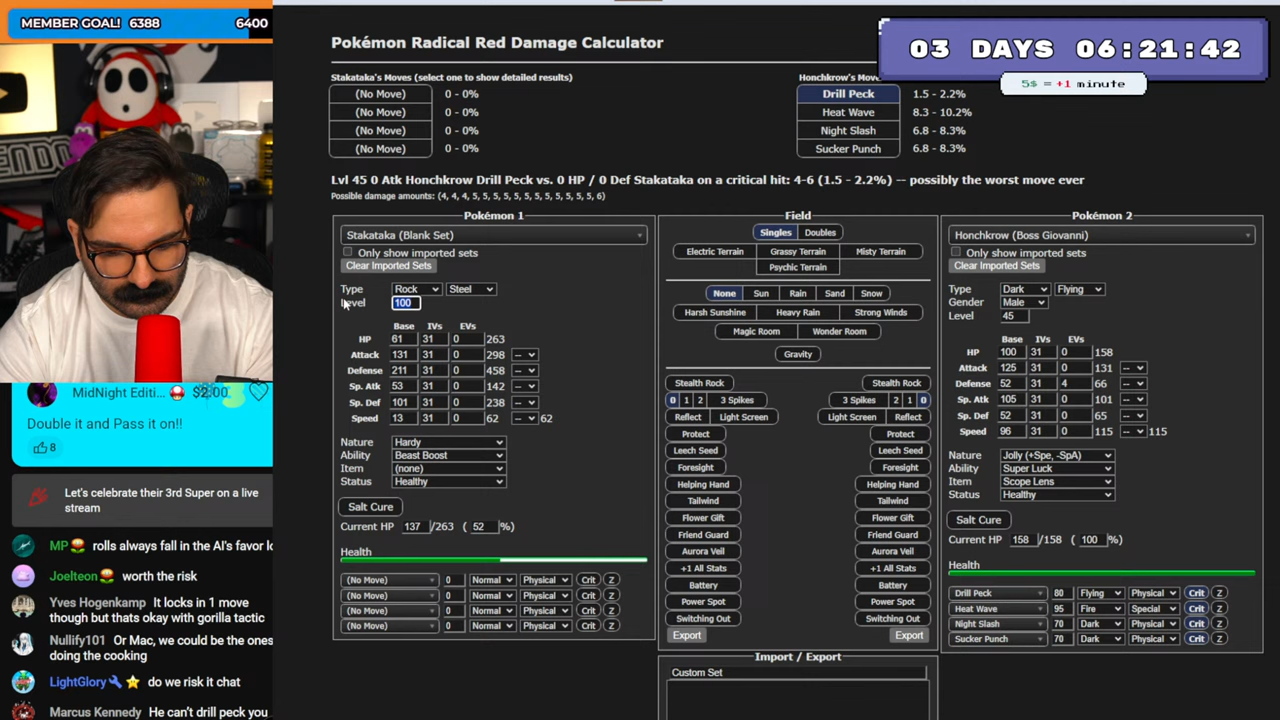 MEMBER GOAL! 6388 6400
03 DAYS 06:21:42
5$ = +1 minute
Pokémon Radical Red Damage Calculator
Stakataka's Moves (select one to show detailed results)
(No Move) 0 - 0%
(No Move) 0 - 0%
(No Move) 0 - 0%
(No Move) 0 - 0%
Honchkrow's Move
Drill Peck 1.5 - 2.2%
Heat Wave 8.3 - 10.2%
Night Slash 6.8 - 8.3%
Sucker Punch 6.8 - 8.3%
Lvl 45 0 Atk Honchkrow Drill Peck vs. 0 HP / 0 Def Stakataka on a critical hit: 4-6 (1.5 - 2.2%) -- possibly the worst move ever
Possible damage amounts: (4, 4, 4, 5, 5, 5, 5, 5, 5, 5, 5, 5, 5, 5, 5, 6)
Pokémon 1
Stakataka (Blank Set)
Only show imported sets
Clear Imported Sets
Type Rock Steel
Level 100
Base IVs EVs
HP 61 31 0 263
Attack 131 31 0 298 --
Defense 211 31 0 458 --
Sp. Atk 53 31 0 142 --
Sp. Def 101 31 0 238 --
Speed 13 31 0 62 -- 62
Nature Hardy
Ability Beast Boost
Item (none)
Status Healthy
Salt Cure
Current HP 137 /263 ( 52 %)
Health
(No Move) 0 Normal Physical Crit Z
(No Move) 0 Normal Physical Crit Z
(No Move) 0 Normal Physical Crit Z
(No Move) 0 Normal Physical Crit Z
Field
Singles Doubles
Electric Terrain Grassy Terrain Misty Terrain
Psychic Terrain
None Sun Rain Sand Snow
Harsh Sunshine Heavy Rain Strong Winds
Magic Room Wonder Room
Gravity
Stealth Rock Stealth Rock
0 1 2 3 Spikes 3 Spikes 2 1 0
Reflect Light Screen Light Screen Reflect
Protect Protect
Leech Seed Leech Seed
Foresight Foresight
Helping Hand Helping Hand
Tailwind Tailwind
Flower Gift Flower Gift
Friend Guard Friend Guard
Aurora Veil Aurora Veil
+1 All Stats +1 All Stats
Battery Battery
Power Spot Power Spot
Switching Out Switching Out
Export Export
Import / Export
Custom Set
Pokémon 2
Honchkrow (Boss Giovanni)
Only show imported sets
Clear Imported Sets
Type Dark Flying
Gender Male
Level 45
Base IVs EVs
HP 100 31 0 158
Attack 125 31 0 131 --
Defense 52 31 4 66 --
Sp. Atk 105 31 0 101 --
Sp. Def 52 31 0 65 --
Speed 96 31 0 115 -- 115
Nature Jolly (+Spe, -SpA)
Ability Super Luck
Item Scope Lens
Status Healthy
Salt Cure
Current HP 158 /158 ( 100 %)
Health
Drill Peck 80 Flying Physical Crit Z
Heat Wave 95 Fire Special Crit Z
Night Slash 70 Dark Physical Crit Z
Sucker Punch 70 Dark Physical Crit Z
MidNight Editi... $2.00
Double it and Pass it on!!
8
Let's celebrate their 3rd Super on a live
stream
MP rolls always fall in the AI's favor lo
Joelteon worth the risk
Yves Hogenkamp It locks in 1 move
though but thats okay with gorilla tactic
Nullify101 Or Mac, we could be the ones
doing the cooking
LightGlory do we risk it chat
Marcus Kennedy He can't drill peck you